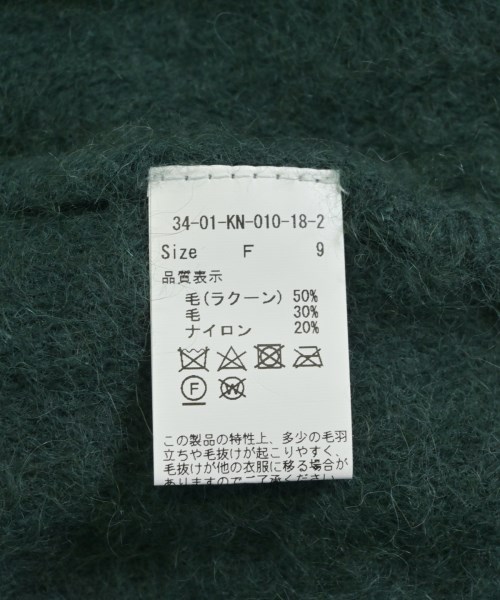 34-01-KN-010-18-2
Size F 9
品質表示
毛(ラクーン) 50%
毛 30%
ナイロン 20%
F W
この製品の特性上、多少の毛羽
立ちや毛抜けが起こりやすく、
毛抜けが他の衣服に移る場合が
ありますのでご了承ください。